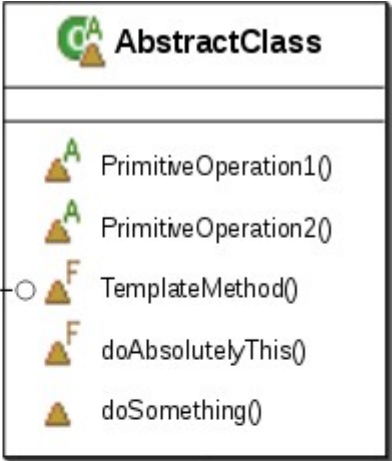 C A AbstractClass
A PrimitiveOperation1()
A PrimitiveOperation2()
F TemplateMethod()
F doAbsolutelyThis()
doSomething()